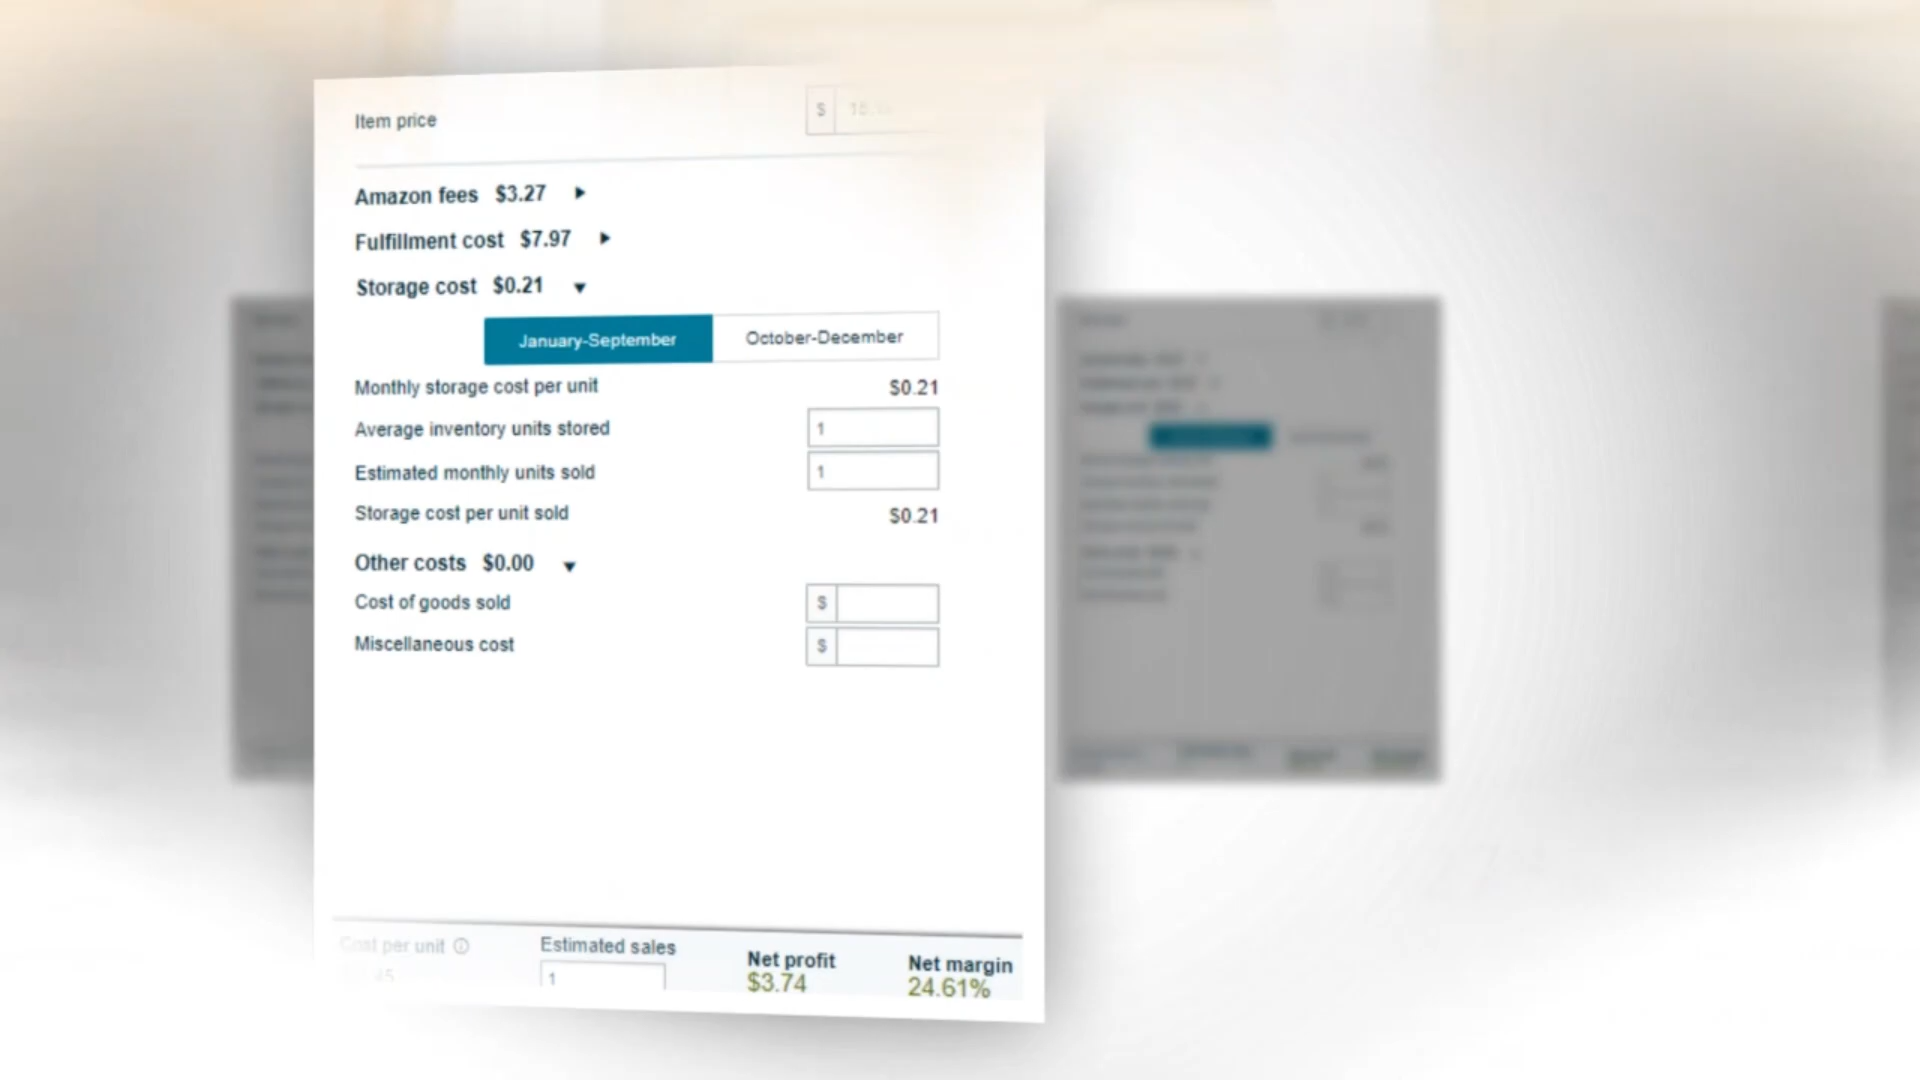 Item price $
Amazon fees $3.27
Fulfillment cost $7.97
Storage cost $0.21
January-September October-December
Monthly storage cost per unit $0.21
Average inventory units stored 1
Estimated monthly units sold 1
Storage cost per unit sold $0.21
Other costs $0.00
Cost of goods sold $
Miscellaneous cost $
Cost per unit Estimated sales Net profit Net margin
1 $3.74 24.61%